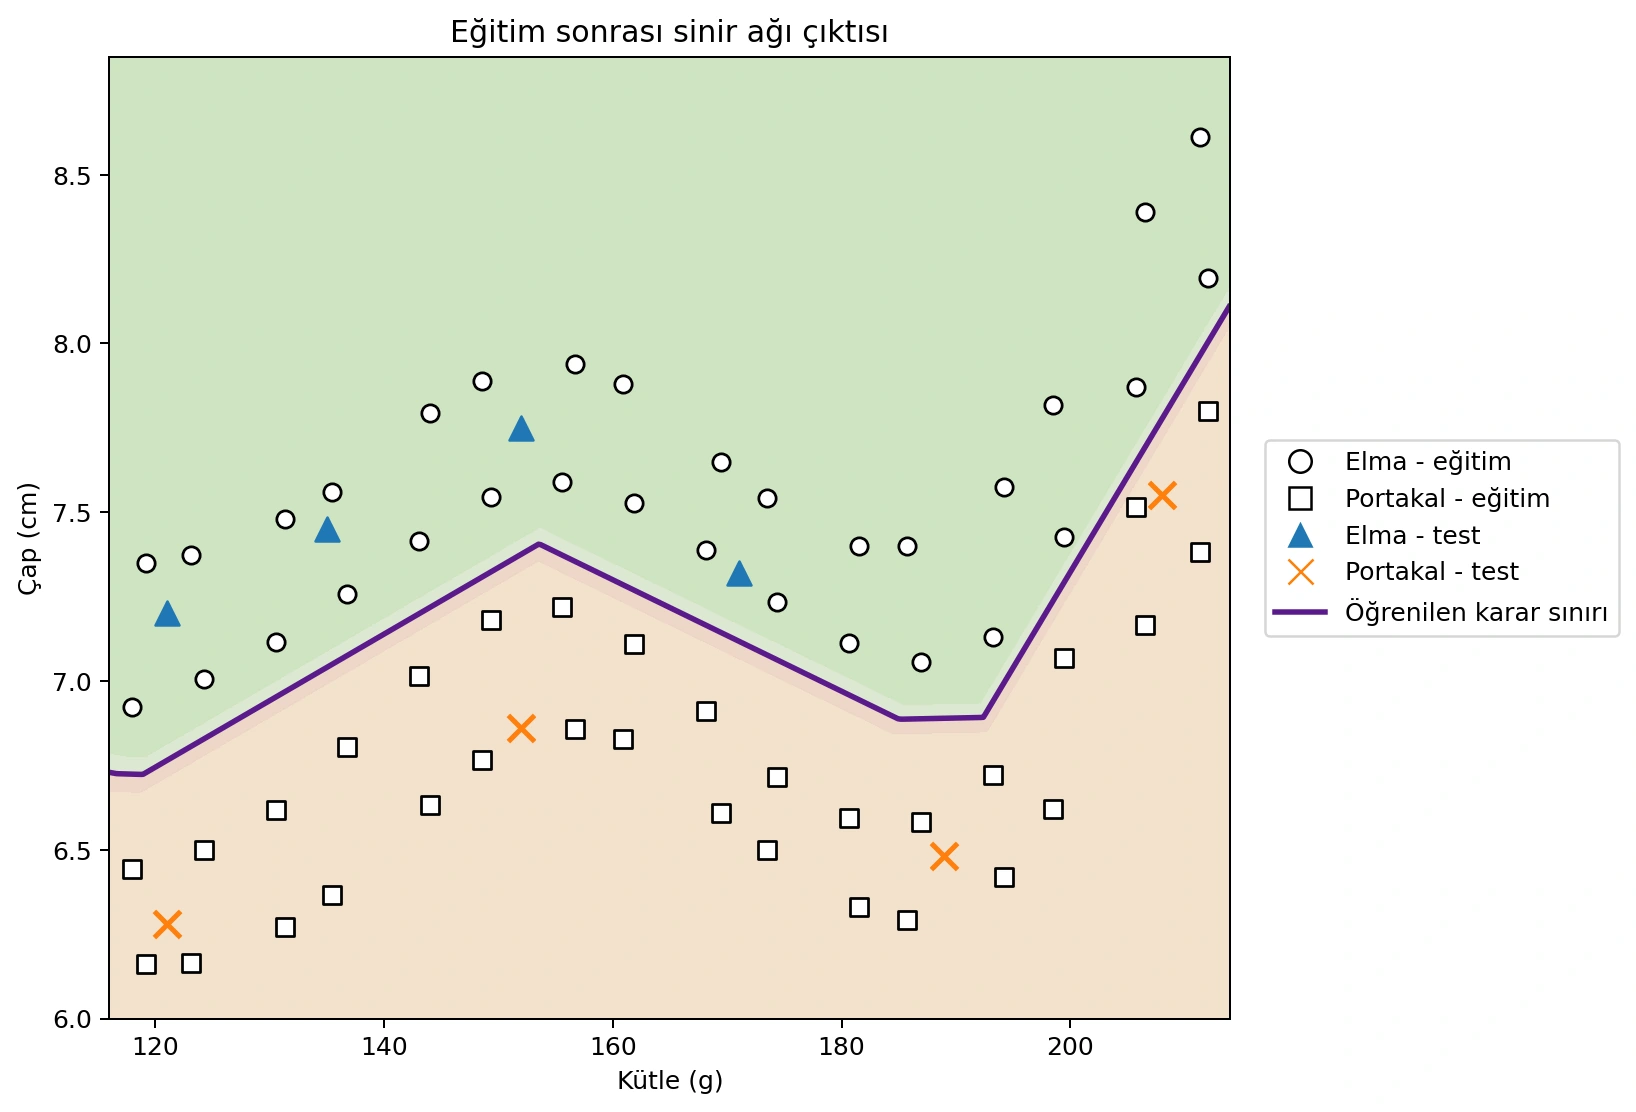 Eğitim sonrası sinir ağı çıktısı
Çap (cm)
8.5
8.0
7.5
7.0
6.5
6.0
120
140
160
180
200
Kütle (g)
Elma - eğitim
Portakal - eğitim
Elma - test
Portakal - test
Öğrenilen karar sınırı